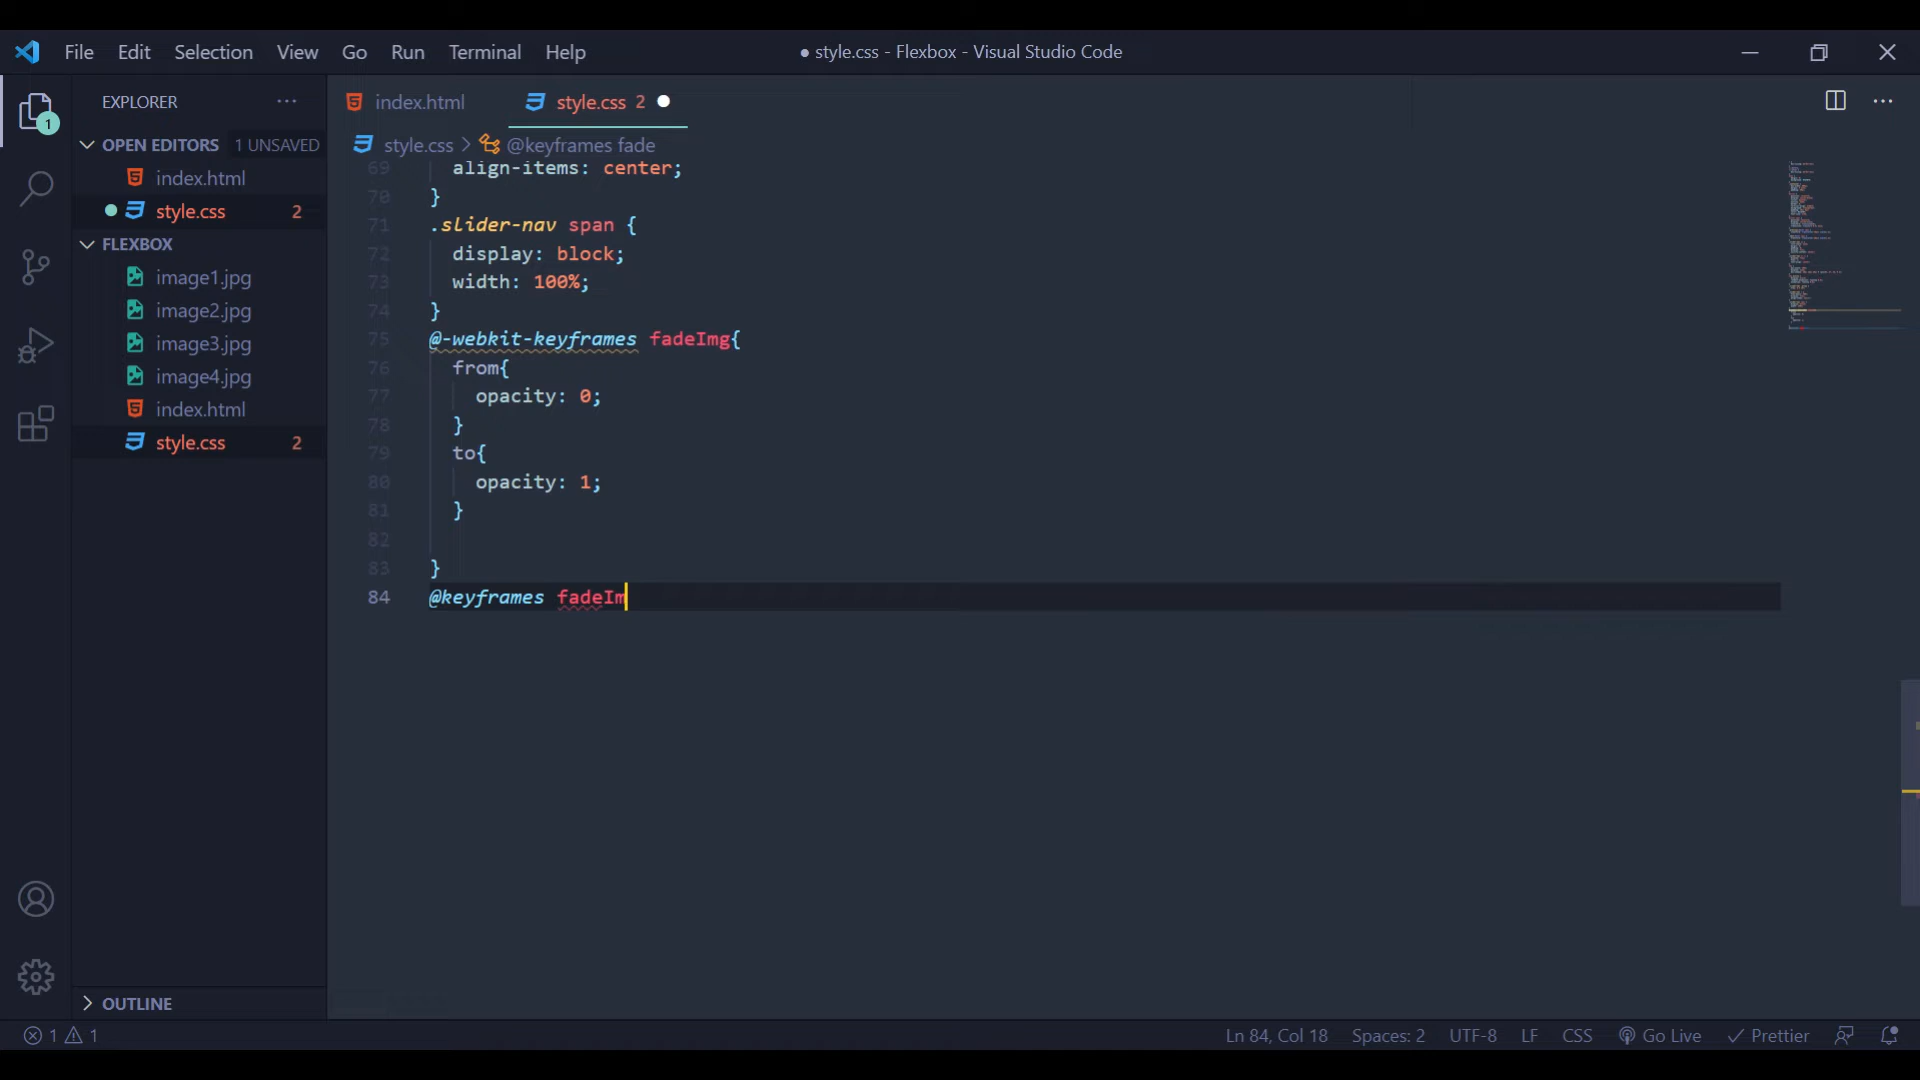 File Edit Selection View Go Run Terminal Help
● style.css - Flexbox - Visual Studio Code
EXPLORER ···
index.html
style.css 2
OPEN EDITORS 1 UNSAVED
index.html
style.css 2
FLEXBOX
image1.jpg
image2.jpg
image3.jpg
image4.jpg
index.html
style.css 2
OUTLINE
1
style.css > @keyframes fade
69 align-items: center;
70 }
71 .slider-nav span {
72 display: block;
73 width: 100%;
74 }
75 @-webkit-keyframes fadeImg{
76 from{
77 opacity: 0;
78 }
79 to{
80 opacity: 1;
81 }
82
83 }
84 @keyframes fadeIm
1 1
Ln 84, Col 18 Spaces: 2 UTF-8 LF CSS Go Live Prettier